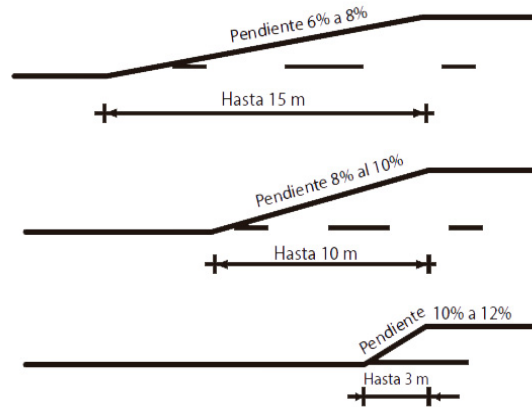 Pendiente 6% a 8%
Hasta 15 m
Pendiente 8% al 10%
Hasta 10 m
Pendiente 10% a 12%
Hasta 3 m